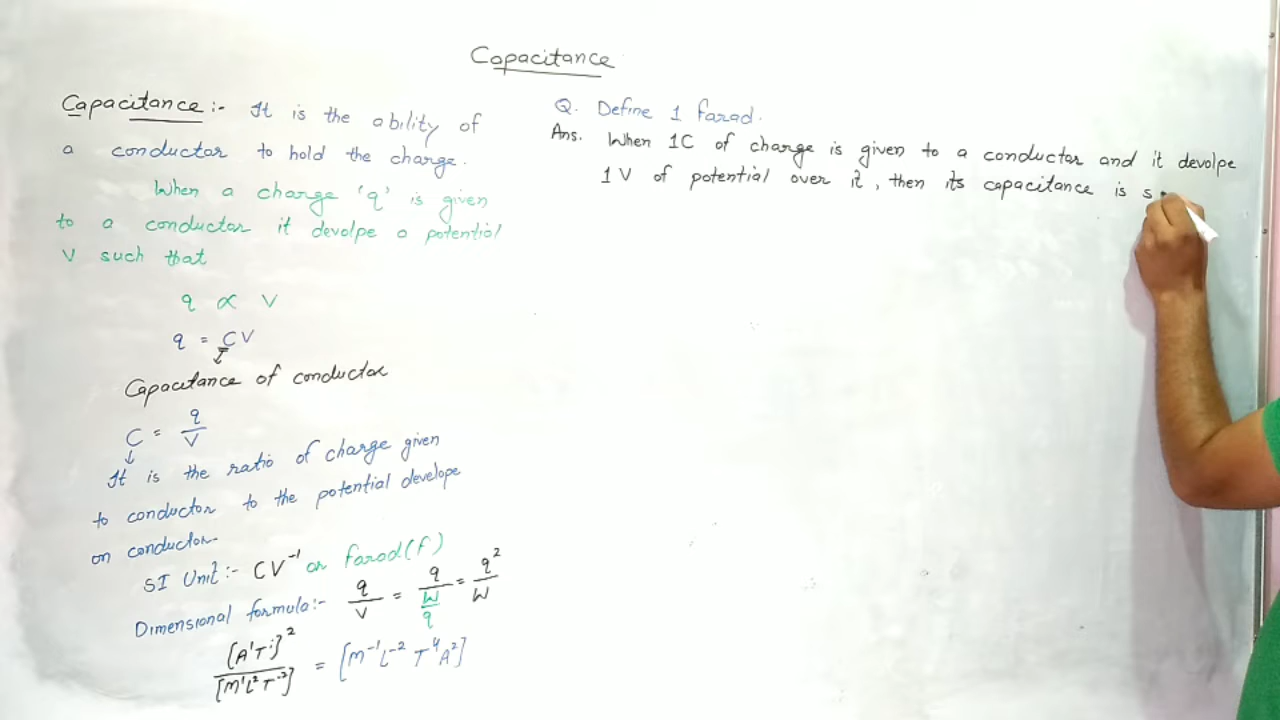 Capacitance
Capacitance:- It is the ability of
a conductor to hold the charge.
When a charge 'q' is given
to a conductor it devolpe a potential
V such that
q ∝ V
q = CV
↓
Capacitance of conductor
C = q/V
↓
It is the ratio of charge given
to conductor to the potential develope
on conductor.
SI Unit:- CV⁻¹ or farad(f)
Dimensional formula:- q/V = q/(W/q) = q²/W
[A¹T¹]²/[M¹L²T⁻²] = [M⁻¹L⁻² T⁴A²]
Q. Define 1 farad.
Ans. When 1C of charge is given to a conductor and it devolpe
1V of potential over it, then its capacitance is s